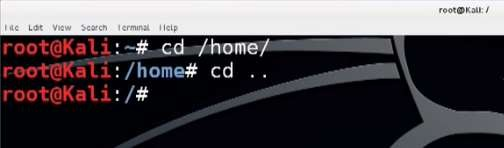 root@Kali: /
File Edit View Search Terminal Help
root@Kali:~# cd /home/
root@Kali:/home# cd ..
root@Kali:/#